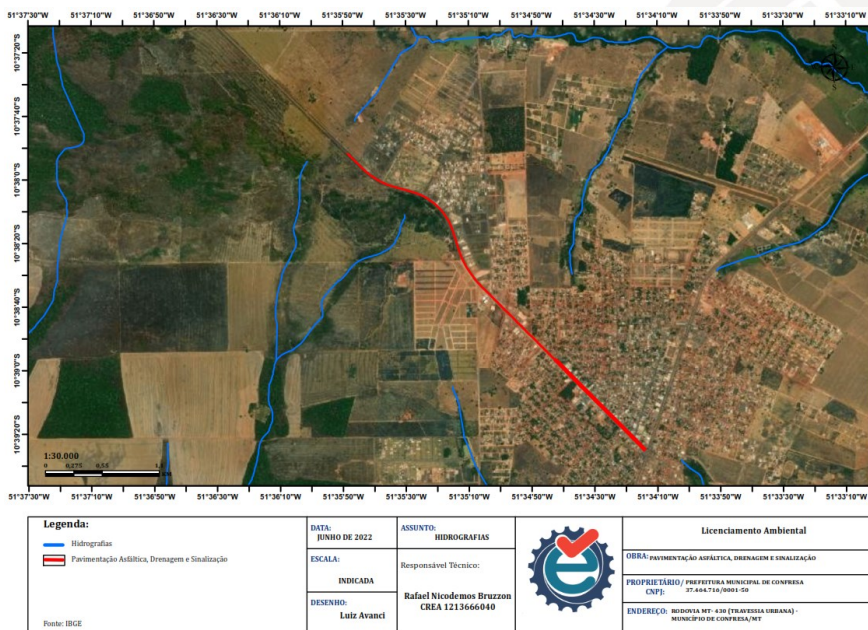 51°37'30"W 51°37'10"W 51°36'50"W 51°36'30"W 51°36'10"W 51°35'50"W 51°35'30"W 51°35'10"W 51°34'50"W 51°34'30"W 51°34'10"W 51°33'50"W 51°33'30"W 51°33'10"W
10°37'20"S
10°37'40"S
10°38'0"S
10°38'20"S
10°38'40"S
10°39'0"S
10°39'20"S
1:30.000
0 0,275 0,55 1,1
51°37'30"W 51°37'10"W 51°36'50"W 51°36'30"W 51°36'10"W 51°35'50"W 51°35'30"W 51°35'10"W 51°34'50"W 51°34'30"W 51°34'10"W 51°33'50"W 51°33'30"W 51°33'10"W
Legenda:
Hidrografias
Pavimentação Asfáltica, Drenagem e Sinalização
Fonte: IBGE
DATA:
JUNHO DE 2022
ESCALA:
INDICADA
DESENHO:
Luiz Avanci
ASSUNTO:
HIDROGRAFIAS
Responsável Técnico:
Rafael Nicodemos Bruzzon
CREA 1213666040
Licenciamento Ambiental
OBRA: PAVIMENTAÇÃO ASFÁLTICA, DRENAGEM E SINALIZAÇÃO
PROPRIETÁRIO/ PREFEITURA MUNICIPAL DE CONFRESA
CNPJ: 37.464.716/0001-50
ENDEREÇO: RODOVIA MT- 430 (TRAVESSIA URBANA) -
MUNICÍPIO DE CONFRESA/MT